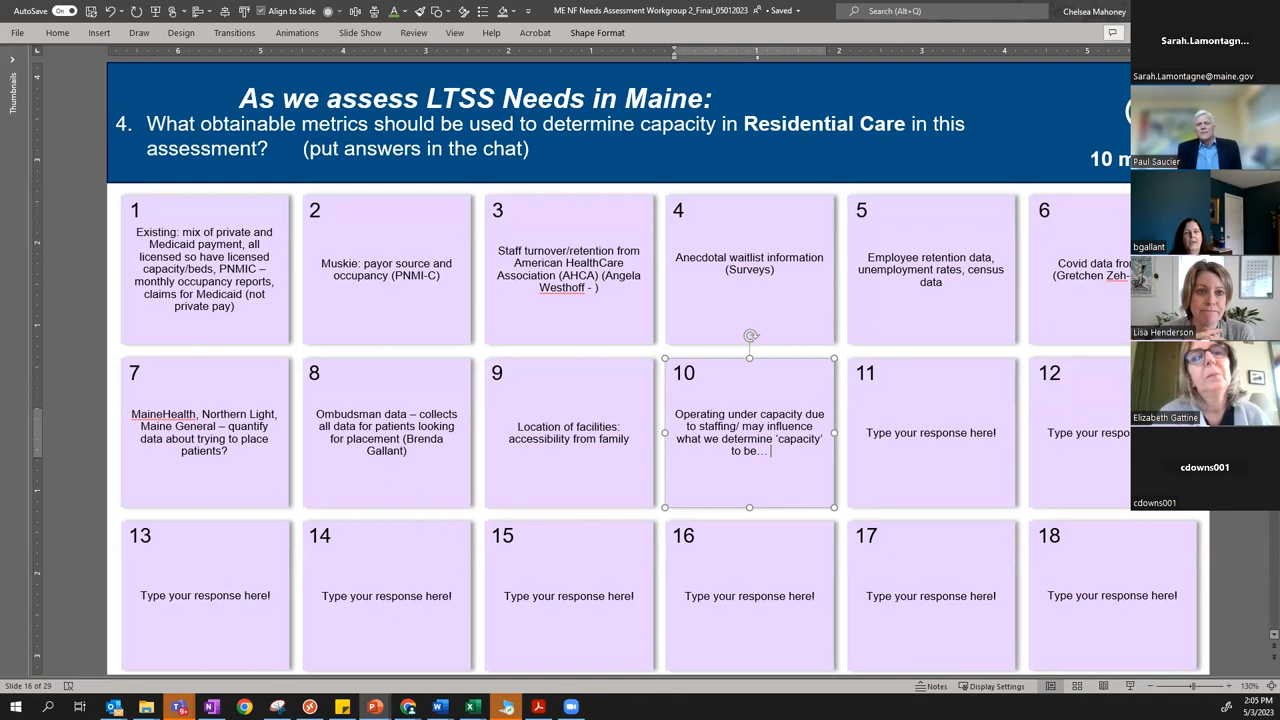 AutoSave
On
Align to Slide
ME NF Needs Assessment Workgroup 2_Final_05012023
• Saved
Search (Alt+Q)
Chelsea Mahoney
File
Home
Insert
Draw
Design
Transitions
Animations
Slide Show
Review
View
Help
Acrobat
Shape Format
Thumbnails
As we assess LTSS Needs in Maine:
4. What obtainable metrics should be used to determine capacity in Residential Care in this
assessment? (put answers in the chat)
10 m
1
Existing: mix of private and
Medicaid payment, all
licensed so have licensed
capacity/beds, PNMIC –
monthly occupancy reports,
claims for Medicaid (not
private pay)
2
Muskie: payor source and
occupancy (PNMI-C)
3
Staff turnover/retention from
American HealthCare
Association (AHCA) (Angela
Westhoff - )
4
Anecdotal waitlist information
(Surveys)
5
Employee retention data,
unemployment rates, census
data
6
Covid data fro
(Gretchen Zeh-
7
MaineHealth, Northern Light,
Maine General – quantify
data about trying to place
patients?
8
Ombudsman data – collects
all data for patients looking
for placement (Brenda
Gallant)
9
Location of facilities:
accessibility from family
10
Operating under capacity due
to staffing/ may influence
what we determine 'capacity'
to be…
11
Type your response here!
12
Type your respo
13
Type your response here!
14
Type your response here!
15
Type your response here!
16
Type your response here!
17
Type your response here!
18
Type your response here!
Sarah.Lamontagn...
Sarah.Lamontagne@maine.gov
Paul Saucier
bgallant
Lisa Henderson
Elizabeth Gattine
cdowns001
cdowns001
Slide 16 of 29
Notes
Display Settings
130%
2:05 PM
5/3/2023